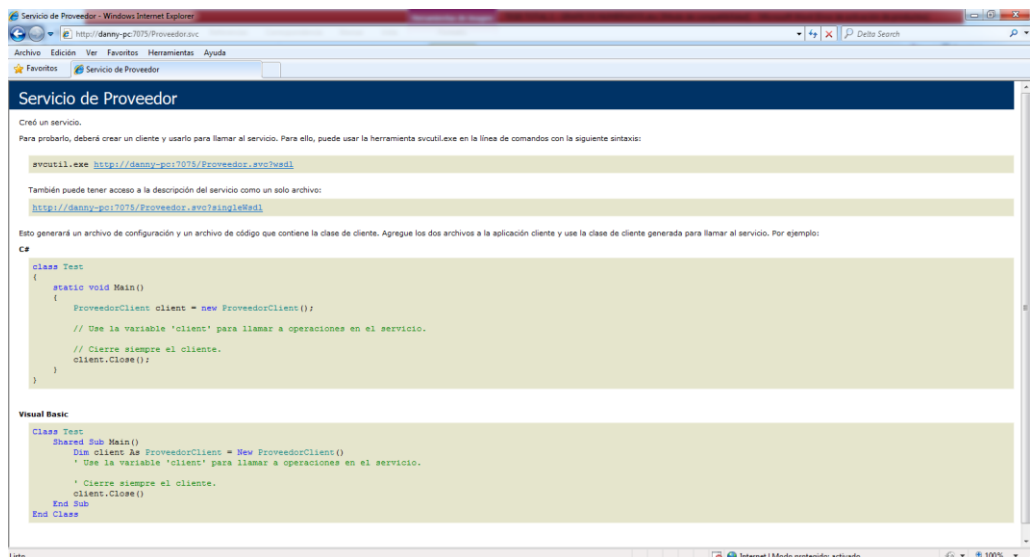 Servicio de Proveedor - Windows Internet Explorer
http://danny-pc:7075/Proveedor.svc
Delta Search
Archivo Edición Ver Favoritos Herramientas Ayuda
Favoritos Servicio de Proveedor
Servicio de Proveedor
Creó un servicio.
Para probarlo, deberá crear un cliente y usarlo para llamar al servicio. Para ello, puede usar la herramienta svcutil.exe en la línea de comandos con la siguiente sintaxis:
svcutil.exe http://danny-pc:7075/Proveedor.svc?wsdl
También puede tener acceso a la descripción del servicio como un solo archivo:
http://danny-pc:7075/Proveedor.svc?singleWsdl
Esto generará un archivo de configuración y un archivo de código que contiene la clase de cliente. Agregue los dos archivos a la aplicación cliente y use la clase de cliente generada para llamar al servicio. Por ejemplo:
C#
class Test
{
static void Main()
{
ProveedorClient client = new ProveedorClient();
// Use la variable 'client' para llamar a operaciones en el servicio.
// Cierre siempre el cliente.
client.Close();
}
}
Visual Basic
Class Test
Shared Sub Main()
Dim client As ProveedorClient = New ProveedorClient()
' Use la variable 'client' para llamar a operaciones en el servicio.
' Cierre siempre el cliente.
client.Close()
End Sub
End Class
Listo
Internet | Modo protegido: activado
100%